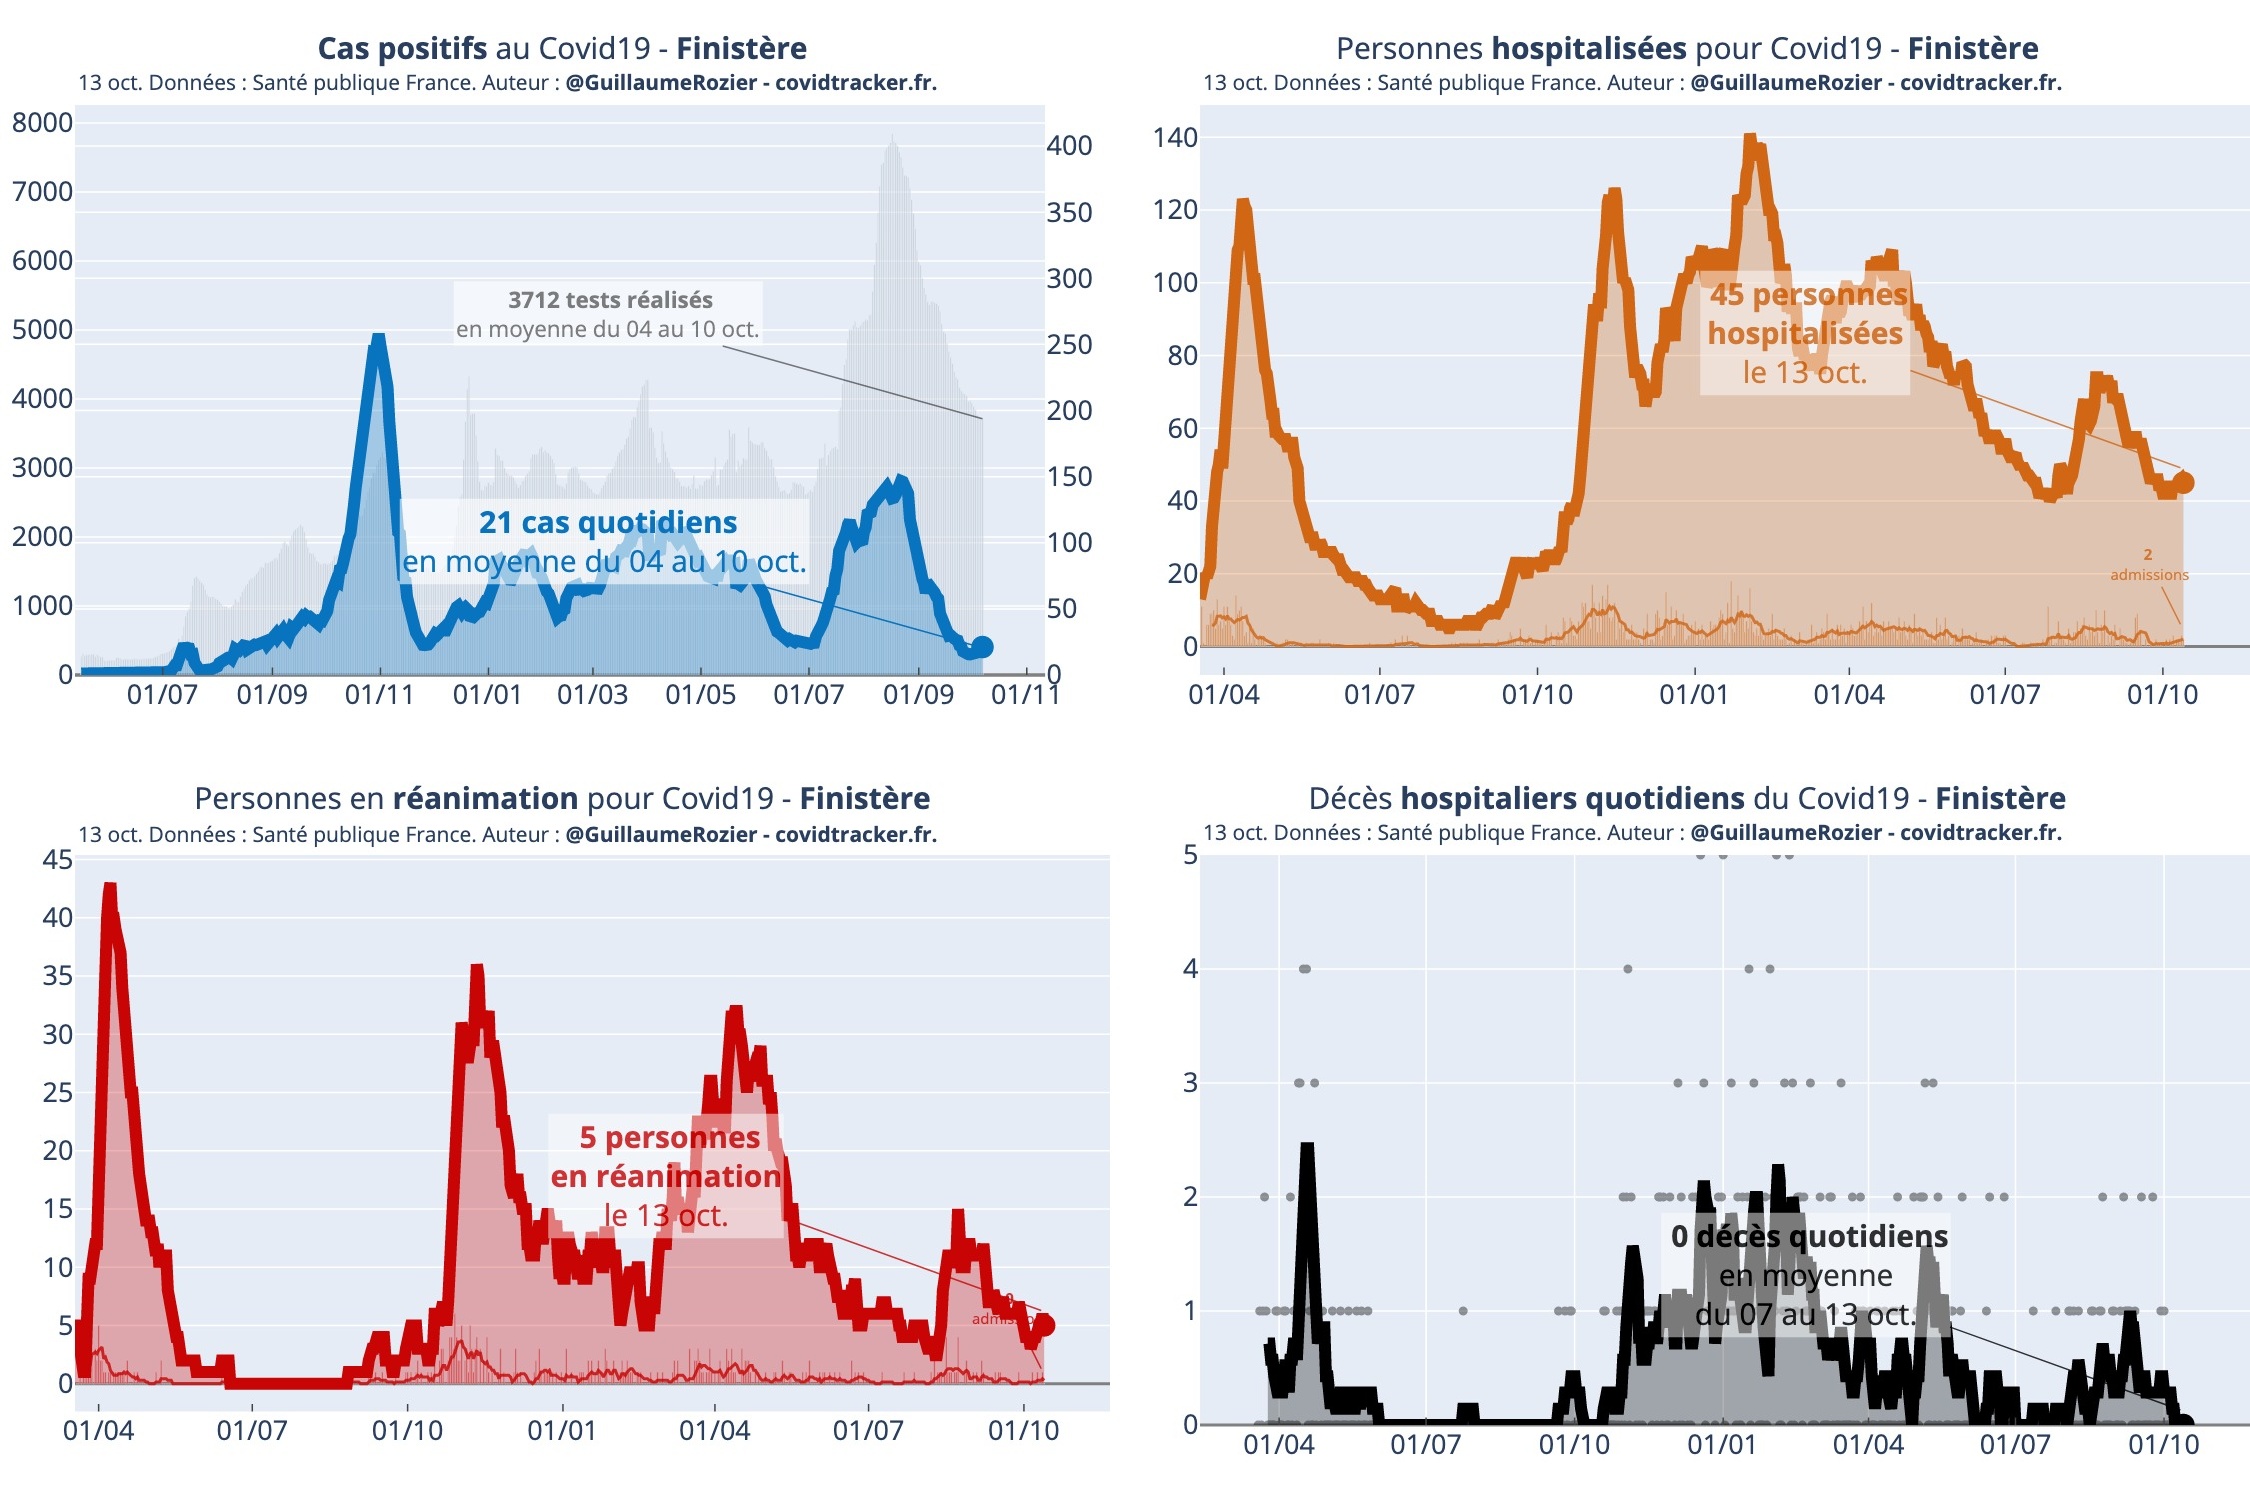 Cas positifs au Covid19 - Finistère
13 oct. Données : Santé publique France. Auteur : @GuillaumeRozier - covidtracker.fr.
8000
7000
6000
5000
4000
3000
2000
1000
0
400
350
300
250
200
150
100
50
0
3712 tests réalisés
en moyenne du 04 au 10 oct.
21 cas quotidiens
en moyenne du 04 au 10 oct.
01/07 01/09 01/11 01/01 01/03 01/05 01/07 01/09 01/11
Personnes hospitalisées pour Covid19 - Finistère
13 oct. Données : Santé publique France. Auteur : @GuillaumeRozier - covidtracker.fr.
140
120
100
80
60
40
20
0
45 personnes
hospitalisées
le 13 oct.
2
admissions
01/04 01/07 01/10 01/01 01/04 01/07 01/10
Personnes en réanimation pour Covid19 - Finistère
13 oct. Données : Santé publique France. Auteur : @GuillaumeRozier - covidtracker.fr.
45
40
35
30
25
20
15
10
5
0
5 personnes
en réanimation
le 13 oct.
01/04 01/07 01/10 01/01 01/04 01/07 01/10
Décès hospitaliers quotidiens du Covid19 - Finistère
13 oct. Données : Santé publique France. Auteur : @GuillaumeRozier - covidtracker.fr.
5
4
3
2
1
0
0 décès quotidiens
en moyenne
du 07 au 13 oct.
01/04 01/07 01/10 01/01 01/04 01/07 01/10